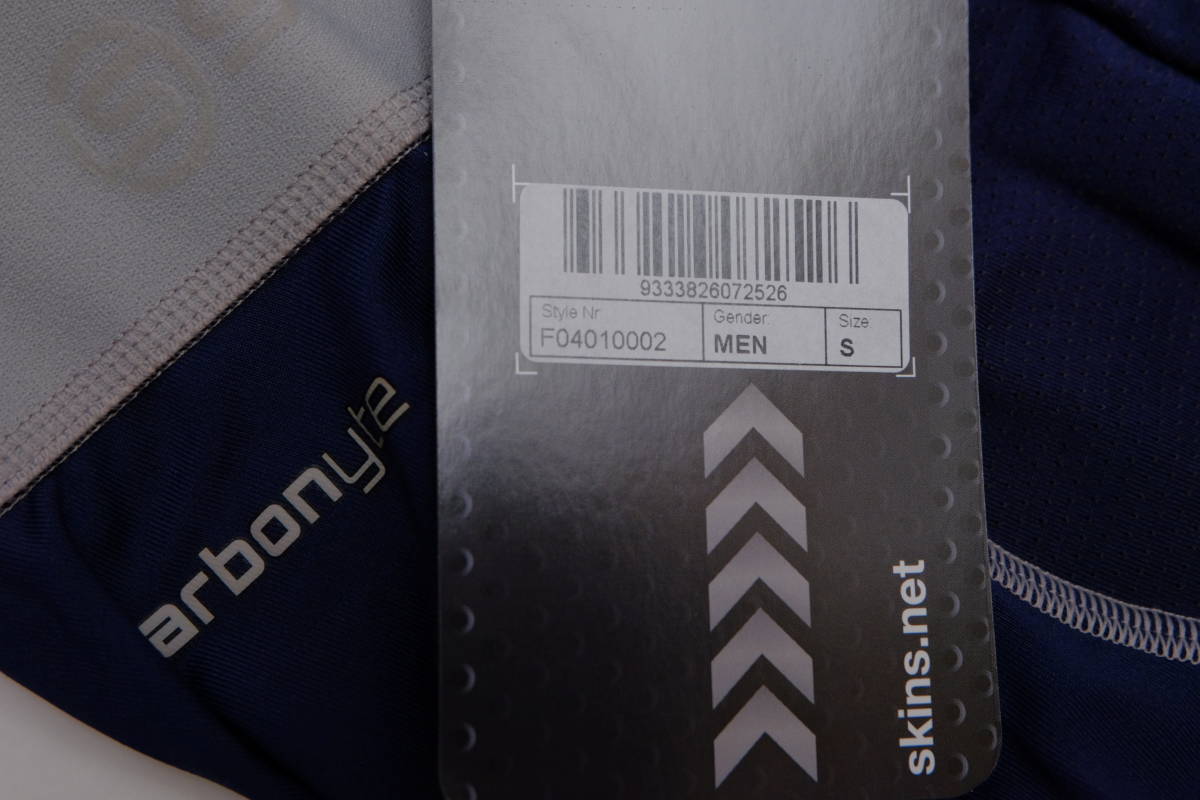 9333826072526
Style Nr
F04010002
Gender:
MEN
Size:
S
arbonyte
skins.net